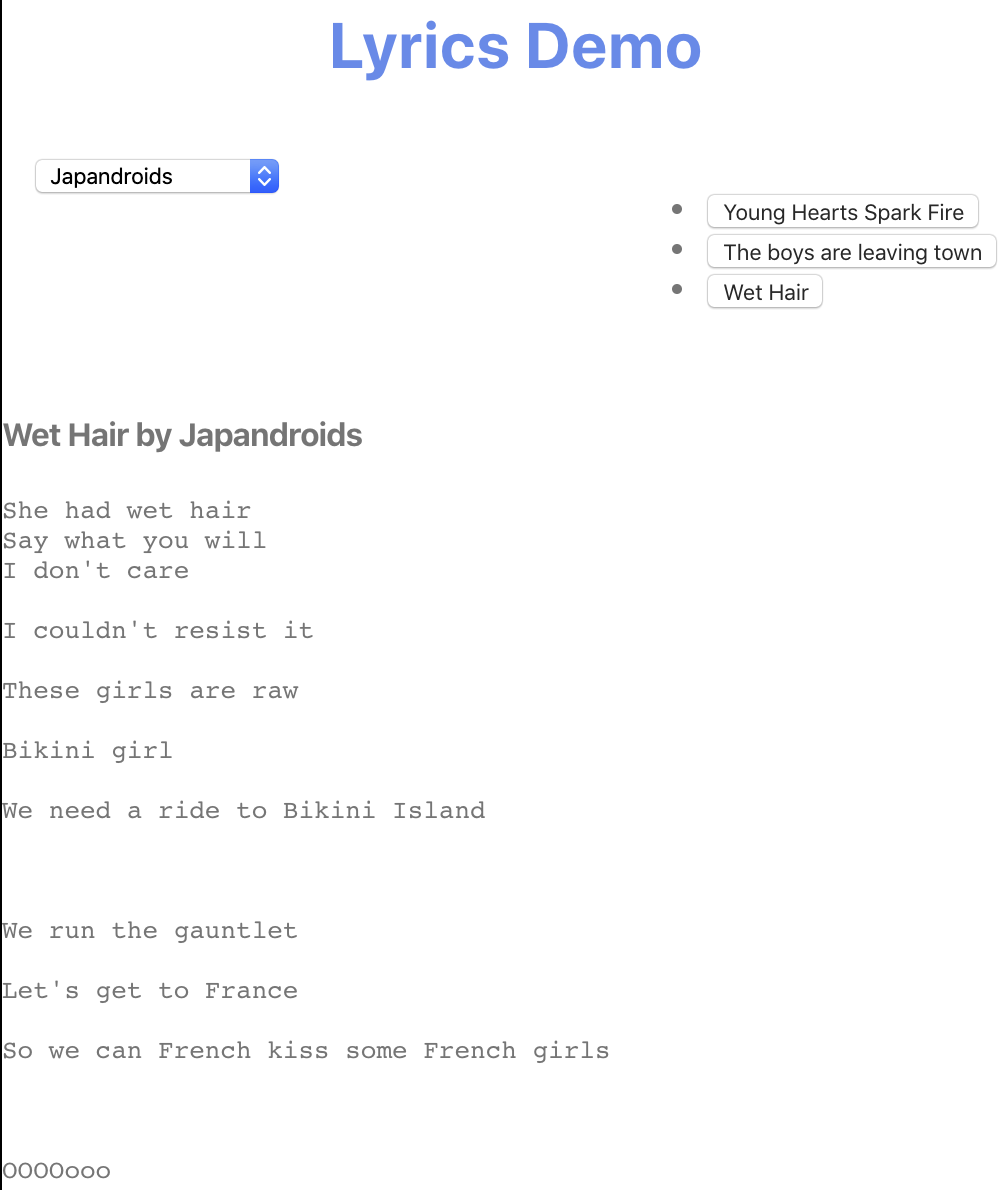 Lyrics Demo
Japandroids
Young Hearts Spark Fire
The boys are leaving town
Wet Hair
Wet Hair by Japandroids
She had wet hair
Say what you will
I don't care
I couldn't resist it
These girls are raw
Bikini girl
We need a ride to Bikini Island
We run the gauntlet
Let's get to France
So we can French kiss some French girls
OOOOooo